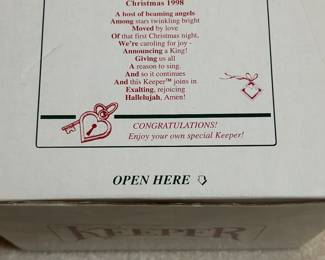 Christmas 1998
A host of beaming angels
Among stars twinkling bright
Moved by love
Of that first Christmas night,
We're caroling for joy -
Announcing a King!
Giving us all
A reason to sing.
And so it continues
And this Keeper™ joins in
Exalting, rejoicing
Hallelujah, Amen!
CONGRATULATIONS!
Enjoy your own special Keeper!
OPEN HERE
KEEPER